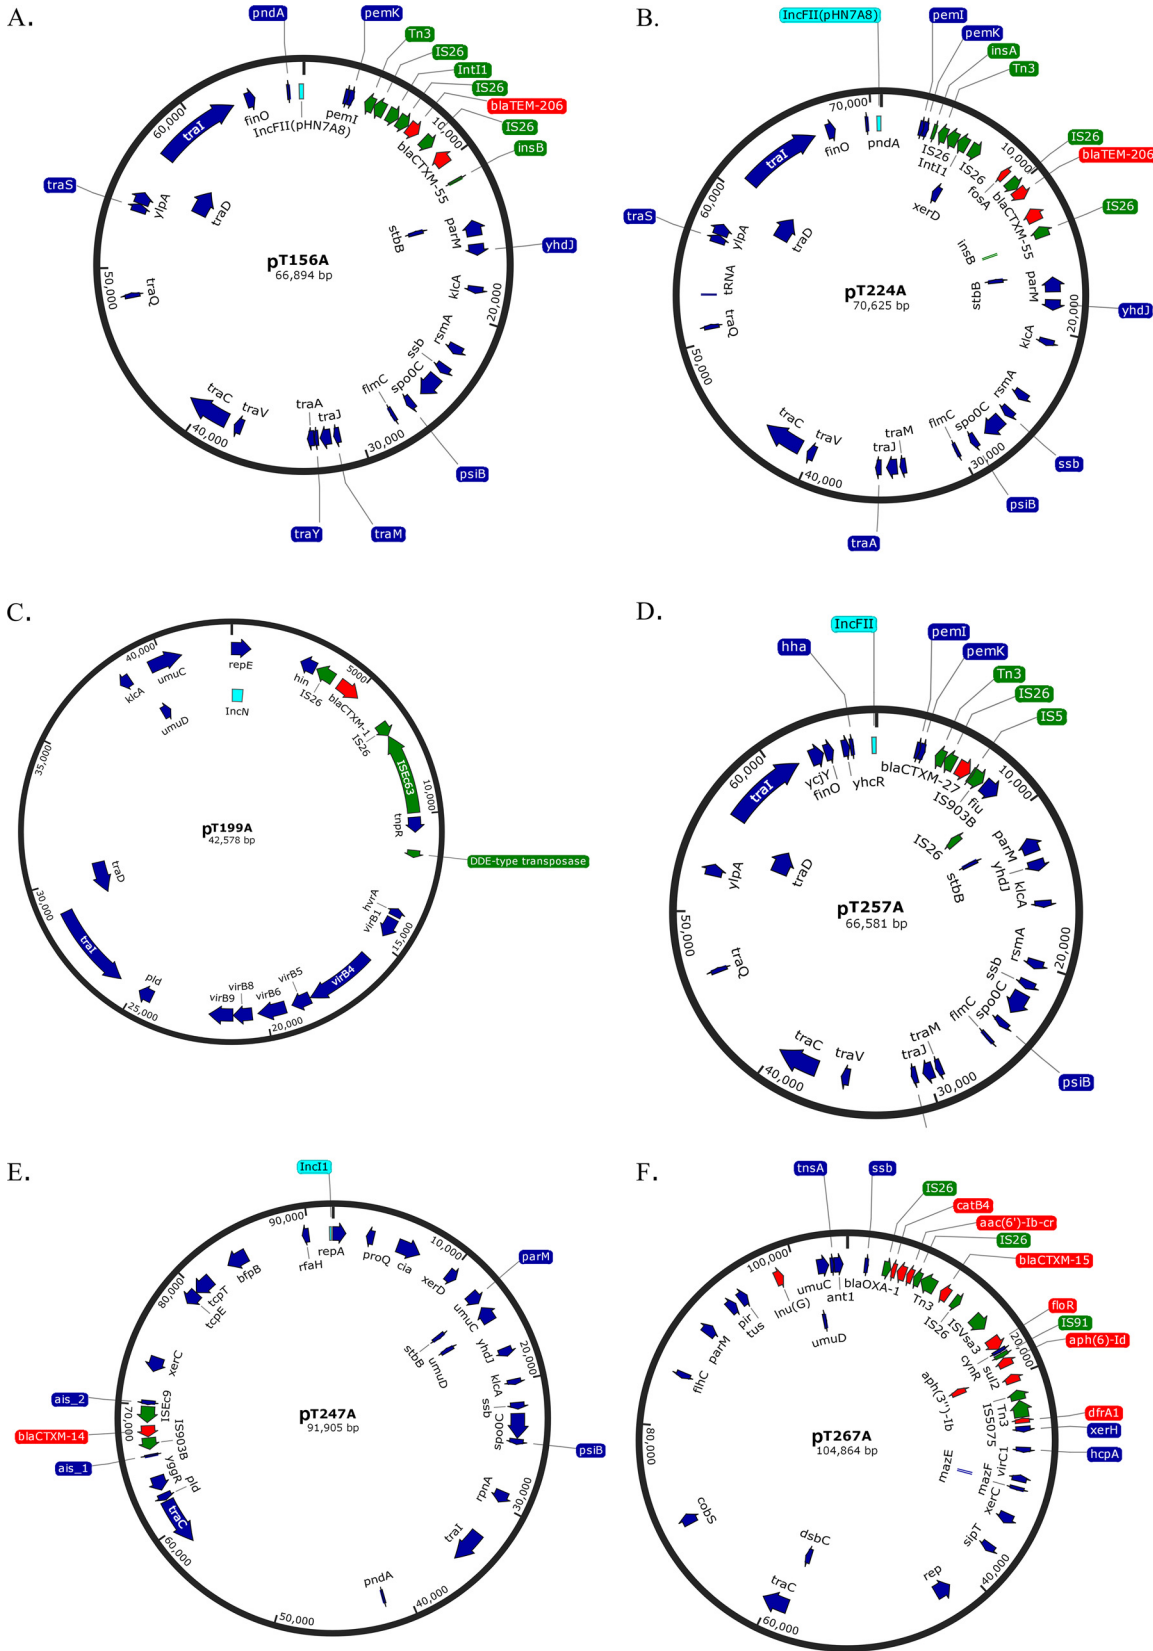 A.
pndA
pemK
Tn3
IS26
IntI1
IS26
blaTEM-206
IS26
insB
pemI
IncFII(pHN7A8)
finO
traI
60,000
10,000
blaCTXM-55
traS
ylpA
traD
stbB
parM
yhdJ
pT156A
66,894 bp
klcA
50,000
traQ
20,000
rsmA
ssb
spo0C
flmC
traA
traJ
traC
traV
40,000
30,000
psiB
traY
traM
B.
IncFII(pHN7A8)
pemI
pemK
insA
Tn3
70,000
finO
pndA
IS26
IntI1
IS26
10,000
IS26
blaTEM-206
fosA
blaCTXM-55
IS26
xerD
traI
60,000
traS
ylpA
traD
insB
stbB
parM
yhdJ
tRNA
pT224A
70,625 bp
traQ
klcA
20,000
50,000
rsmA
spo0C
flmC
traM
traJ
traC
traV
40,000
30,000
ssb
psiB
traA
C.
40,000
umuC
klcA
umuD
repE
IncN
hin
IS26
5000
blaCTXM-1
IS26
ISEc63
10,000
tnpR
35,000
pT199A
42,578 bp
DDE-type transposase
traD
30,000
traI
hvrA
virB1
15,000
virB4
virB5
virB6
virB8
virB9
20,000
pld
25,000
D.
IncFII
hha
pemI
pemK
Tn3
IS26
IS5
60,000
traI
ycjY
finO
yhcR
blaCTXM-27
IS903B
fiu
10,000
IS26
stbB
parM
yhdJ
klcA
ylpA
traD
pT257A
66,581 bp
50,000
traQ
20,000
rsmA
ssb
spo0C
flmC
traM
traJ
traC
traV
40,000
30,000
psiB
E.
IncI1
90,000
rfaH
repA
proQ
cia
10,000
xerD
parM
bfpB
80,000
tcpT
tcpE
umuC
yhdJ
stbB
umuD
20,000
xerC
klcA
ssb
spo0C
psiB
ais_2
70,000
ISEc9
blaCTXM-14
IS903B
ais_1
yggR
pld
traC
60,000
pT247A
91,905 bp
rpnA
30,000
traI
pndA
40,000
50,000
F.
tnsA
ssb
IS26
catB4
aac(6')-Ib-cr
IS26
blaCTXM-15
100,000
umuC
ant1
blaOXA-1
Tn3
IS26
ISVsa3
floR
IS91
aph(6)-Id
20,000
lnu(G)
pir
tus
parM
umuD
cynR
sul2
flhC
aph(3'')-Ib
Tn3
IS5075
dfrA1
xerH
hcpA
80,000
pT267A
104,864 bp
mazE
mazF
virC1
xerC
sipT
40,000
cobS
dsbC
traC
60,000
rep